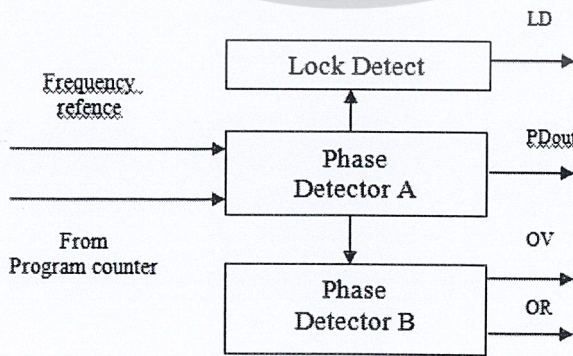 LD
Lock Detect
Frequency
refence
Phase
Detector A
PDout
From
Program counter
OV
Phase
Detector B
OR